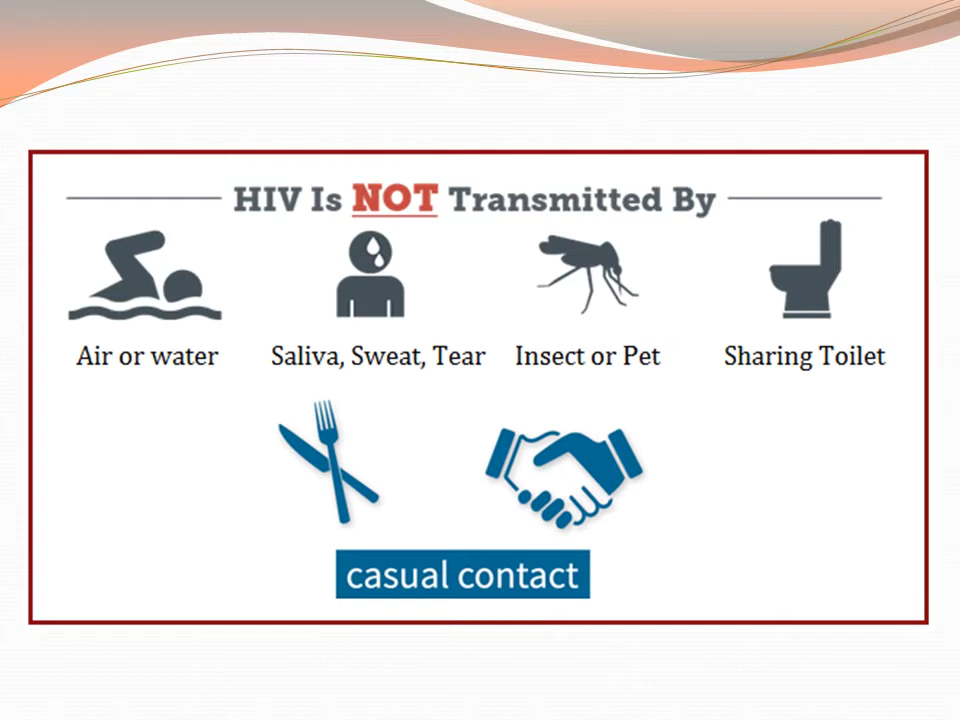 HIV Is NOT Transmitted By
Air or water
Saliva, Sweat, Tear
Insect or Pet
Sharing Toilet
casual contact